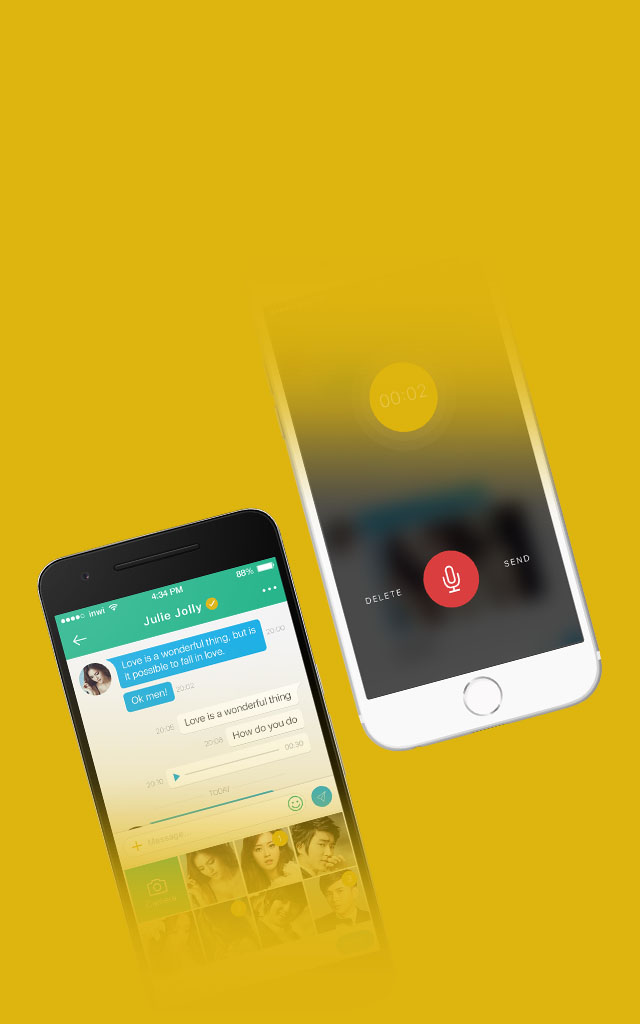 00:02
DELETE
SEND
inwi
4:34 PM
88%
Julie Jolly
Love is a wonderful thing, but is
it possible to fall in love.
20:00
Ok men!
20:02
20:05
Love is a wonderful thing
20:08
How do you do
20:10
00:30
TODAY
Message...
Camera